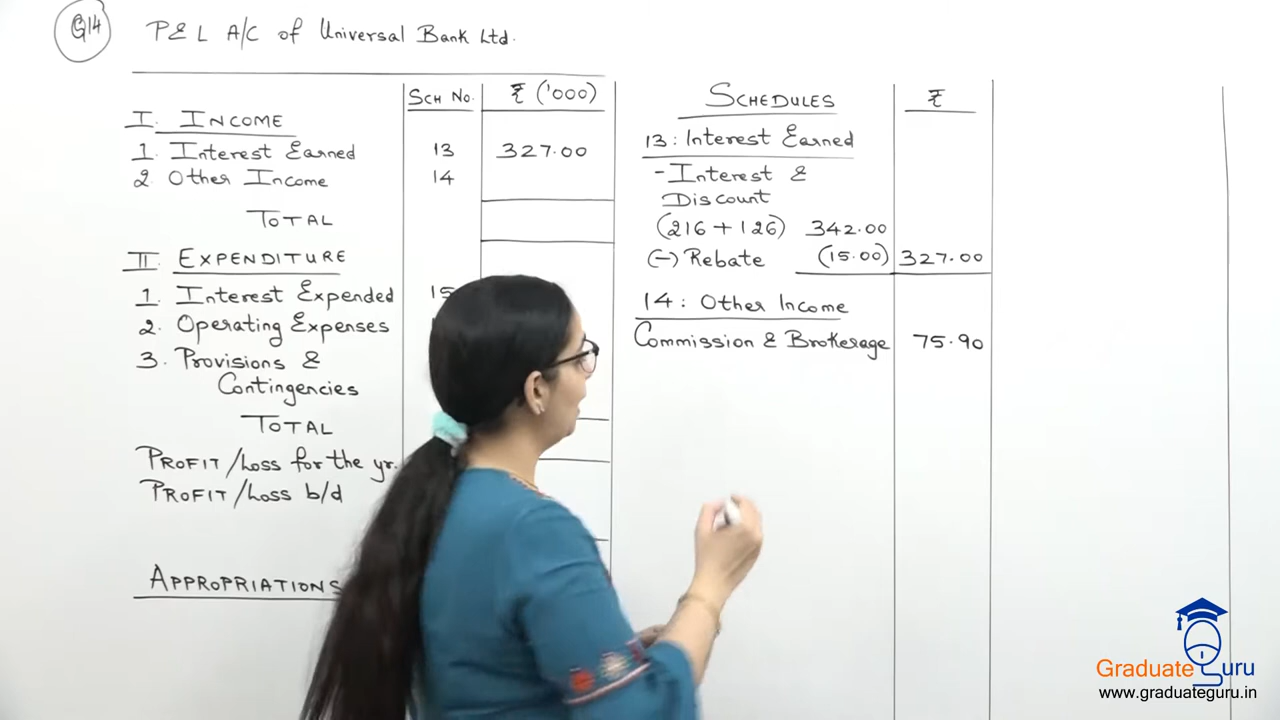 Q14 P&L A/C of Universal Bank Ltd.
SCH No. ₹ ('000)
I. INCOME
1. Interest Earned 13 327.00
2. Other Income 14
TOTAL
II EXPENDITURE
1. Interest Expended 15
2. Operating Expenses
3. Provisions &
Contingencies
TOTAL
PROFIT/Loss for the yr.
PROFIT/Loss b/d
APPROPRIATIONS
SCHEDULES ₹
13: Interest Earned
- Interest &
Discount
(216 + 126) 342.00
(-) Rebate (15.00) 327.00
14: Other Income
Commission & Brokerage 75.90
Graduate Guru
www.graduateguru.in